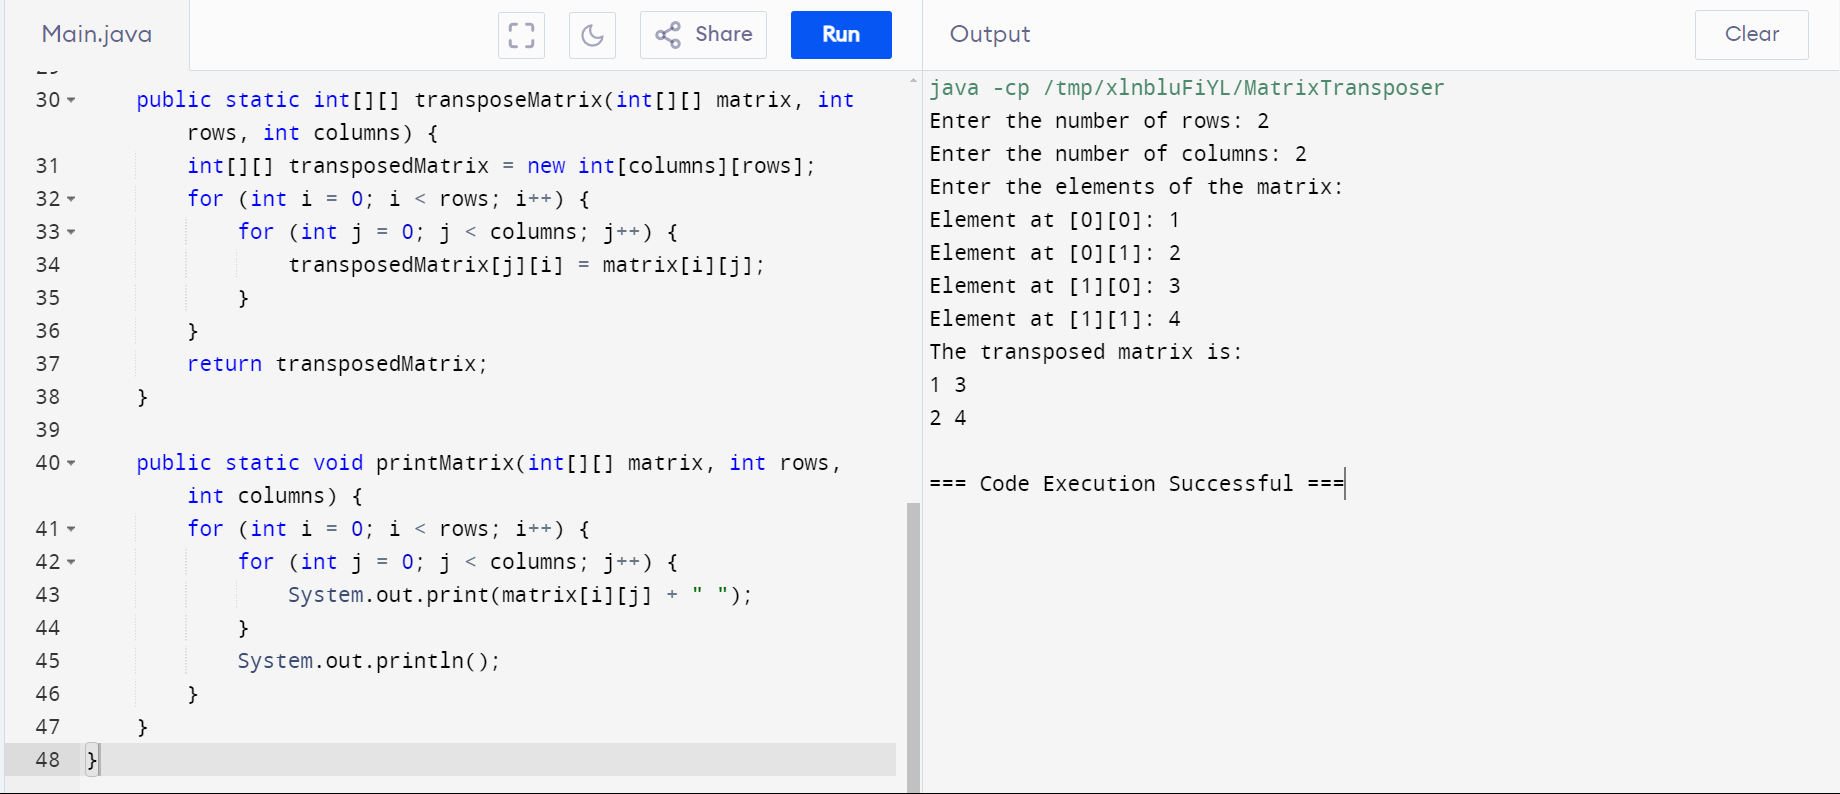 Main.java
Share
Run
Output
Clear
30 public static int[][] transposeMatrix(int[][] matrix, int
rows, int columns) {
31 int[][] transposedMatrix = new int[columns][rows];
32 for (int i = 0; i < rows; i++) {
33 for (int j = 0; j < columns; j++) {
34 transposedMatrix[j][i] = matrix[i][j];
35 }
36 }
37 return transposedMatrix;
38 }
39
40 public static void printMatrix(int[][] matrix, int rows,
int columns) {
41 for (int i = 0; i < rows; i++) {
42 for (int j = 0; j < columns; j++) {
43 System.out.print(matrix[i][j] + " ");
44 }
45 System.out.println();
46 }
47 }
48 }
java -cp /tmp/xlnbluFiYL/MatrixTransposer
Enter the number of rows: 2
Enter the number of columns: 2
Enter the elements of the matrix:
Element at [0][0]: 1
Element at [0][1]: 2
Element at [1][0]: 3
Element at [1][1]: 4
The transposed matrix is:
1 3
2 4
=== Code Execution Successful ===